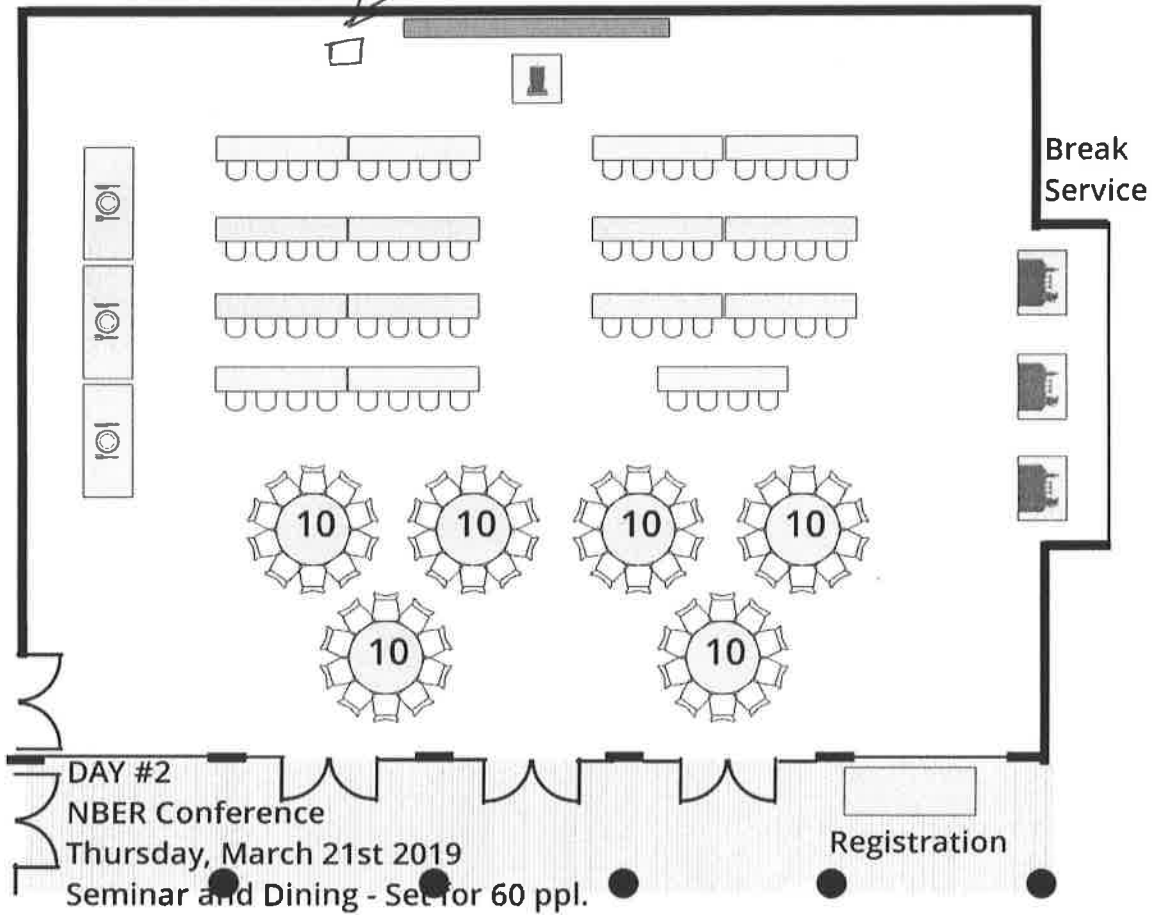 Break
Service
10
10
10
10
10
10
DAY #2
NBER Conference
Thursday, March 21st 2019
Seminar and Dining - Set for 60 ppl.
Registration